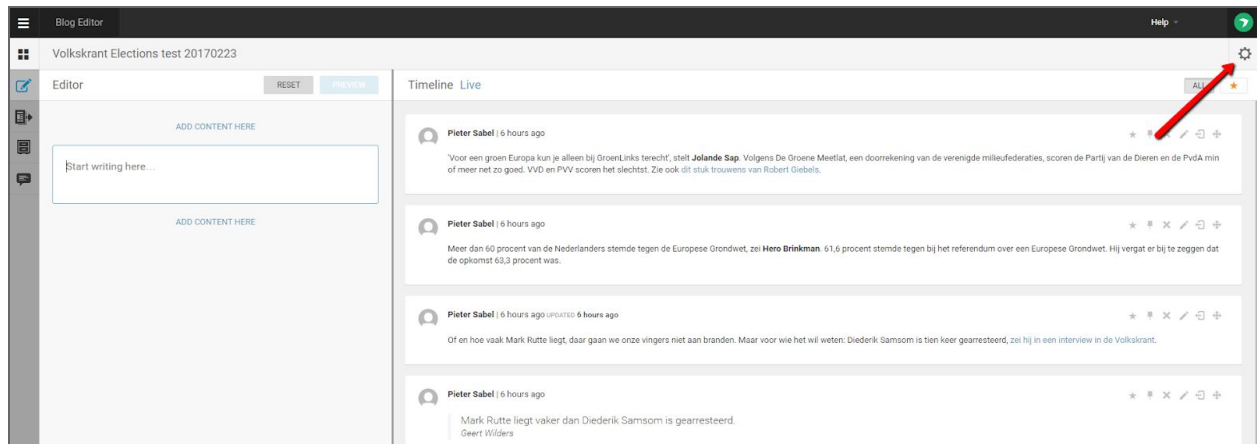 Blog Editor
Help
Volkskrant Elections test 20170223
Editor
RESET
PREVIEW
Timeline Live
ALL
ADD CONTENT HERE
Start writing here...
ADD CONTENT HERE
Pieter Sabel | 6 hours ago
'Voor een groen Europa kun je alleen bij GroenLinks terecht', stelt Jolande Sap. Volgens De Groene Meetlat, een doorrekening van de verenigde milieufederaties, scoren de Partij van de Dieren en de PvdA min
of meer net zo goed. VVD en PVV scoren het slechtst. Zie ook dit stuk trouwens van Robert Giebels.
Pieter Sabel | 6 hours ago
Meer dan 60 procent van de Nederlanders stemde tegen de Europese Grondwet, zei Hero Brinkman. 61,6 procent stemde tegen bij het referendum over een Europese Grondwet. Hij vergat er bij te zeggen dat
de opkomst 63,3 procent was.
Pieter Sabel | 6 hours ago UPDATED 6 hours ago
Of en hoe vaak Mark Rutte liegt, daar gaan we onze vingers niet aan branden. Maar voor wie het wil weten: Diederik Samsom is tien keer gearresteerd, zei hij in een interview in de Volkskrant.
Pieter Sabel | 6 hours ago
Mark Rutte liegt vaker dan Diederik Samsom is gearresteerd.
Geert Wilders